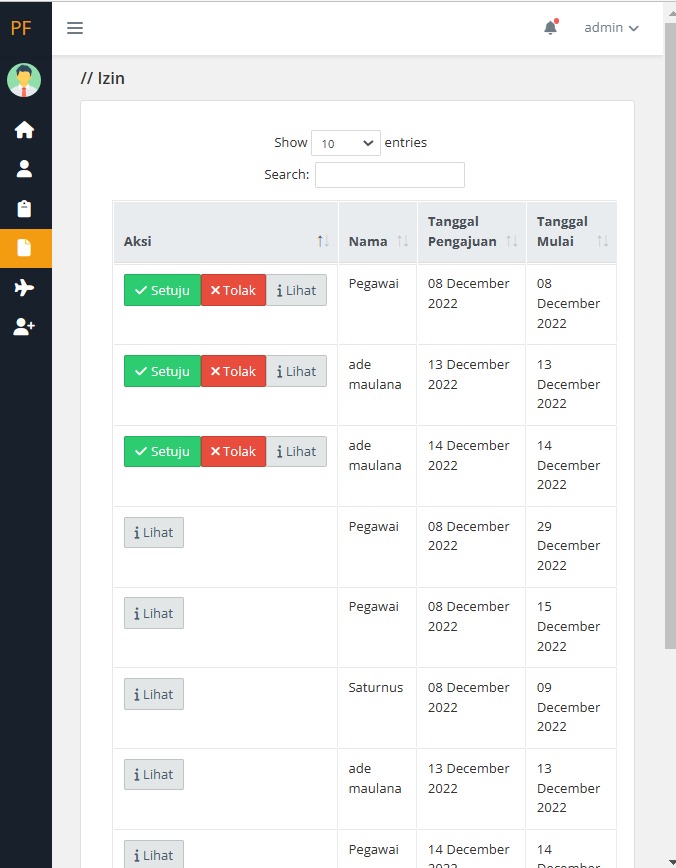 PF
admin
// Izin
Show 10 entries
Search:
Aksi
Nama
Tanggal
Pengajuan
Tanggal
Mulai
Setuju Tolak Lihat
Pegawai
08 December
2022
08
December
2022
Setuju Tolak Lihat
ade
maulana
13 December
2022
13
December
2022
Setuju Tolak Lihat
ade
maulana
14 December
2022
14
December
2022
Lihat
Pegawai
08 December
2022
29
December
2022
Lihat
Pegawai
08 December
2022
15
December
2022
Lihat
Saturnus
08 December
2022
09
December
2022
Lihat
ade
maulana
13 December
2022
13
December
2022
Lihat
Pegawai
14 December
2022
14
December